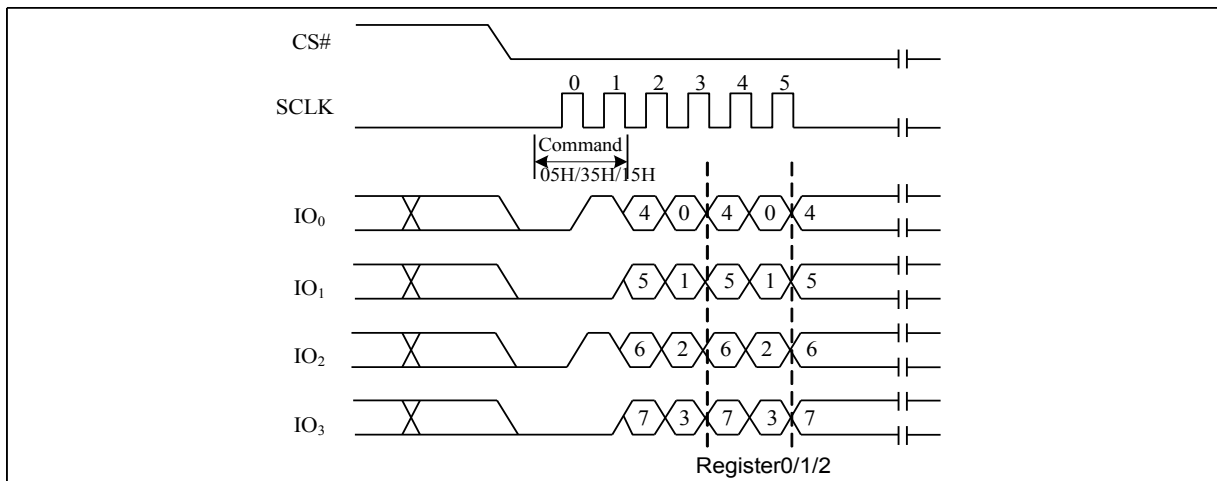 CS#
0 1 2 3 4 5
SCLK
Command
05H/35H/15H
IO0 4 0 4 0 4
IO1 5 1 5 1 5
IO2 6 2 6 2 6
IO3 7 3 7 3 7
Register0/1/2